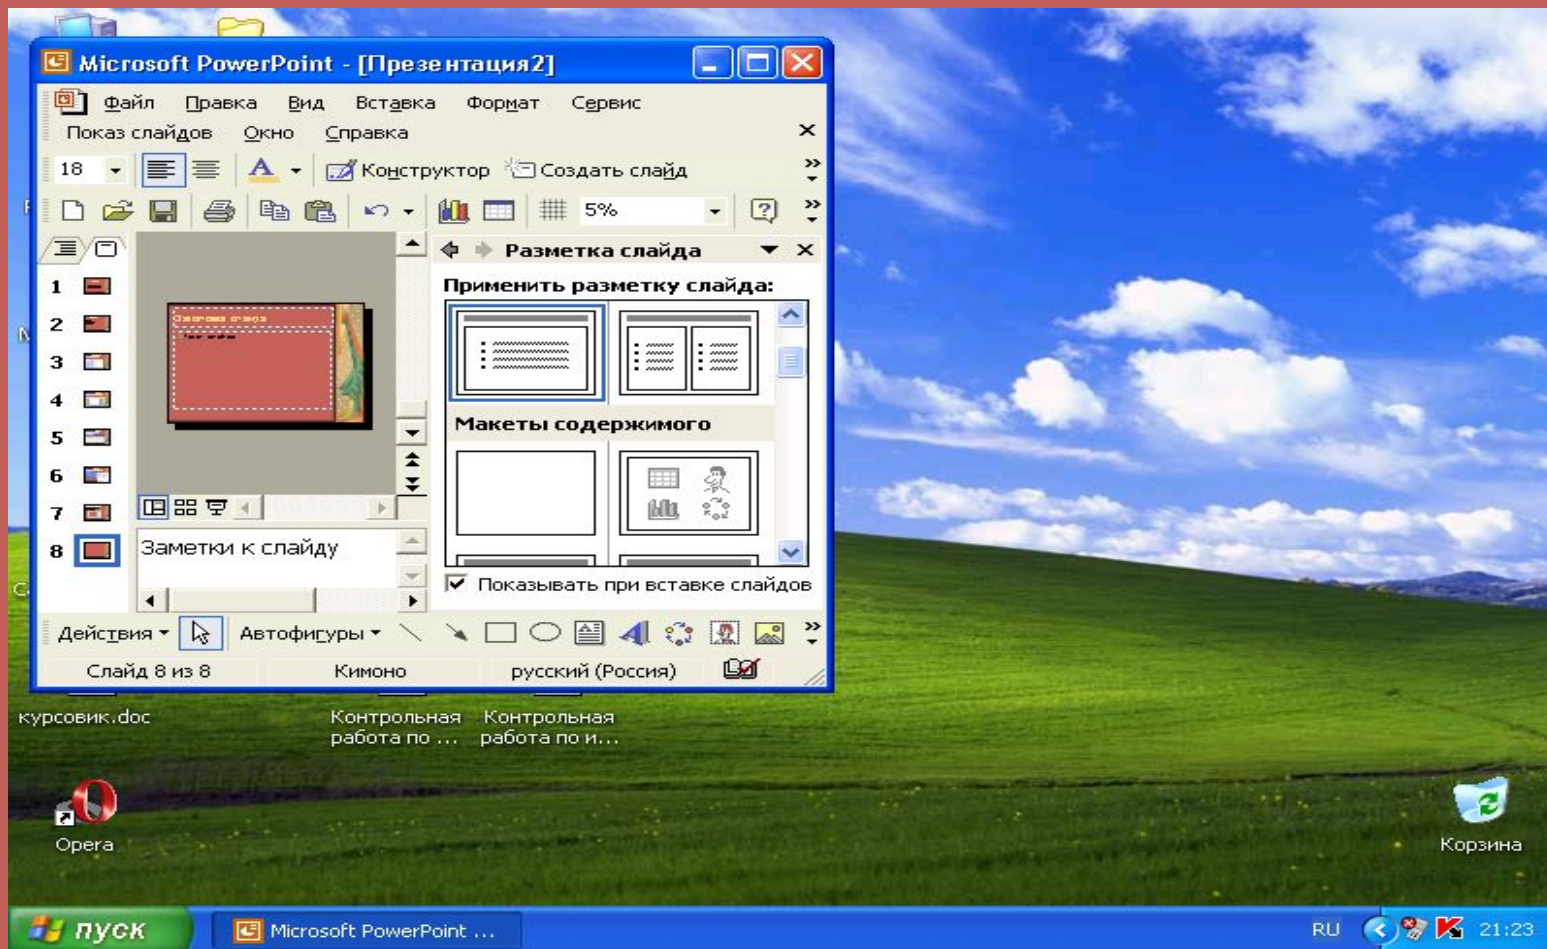 Microsoft PowerPoint - [Презентация2]
Файл Правка Вид Вставка Формат Сервис
Показ слайдов Окно Справка
18 Конструктор Создать слайд
5%
Разметка слайда
Применить разметку слайда:
1
2
3
4
5
6
7
8
Макеты содержимого
Заметки к слайду
Показывать при вставке слайдов
Действия Автофигуры
Слайд 8 из 8 Кимоно русский (Россия)
курсовик.doc
Контрольная
работа по ...
Контрольная
работа по и...
Opera
Корзина
пуск Microsoft PowerPoint ... RU 21:23